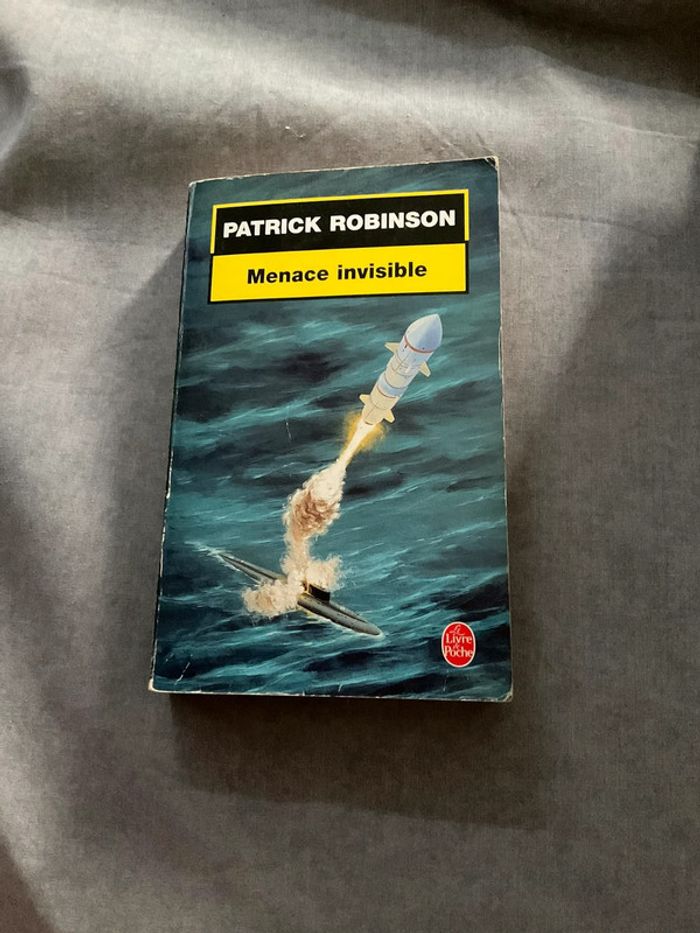 PATRICK ROBINSON
Menace invisible
Le
Livre
de
Poche